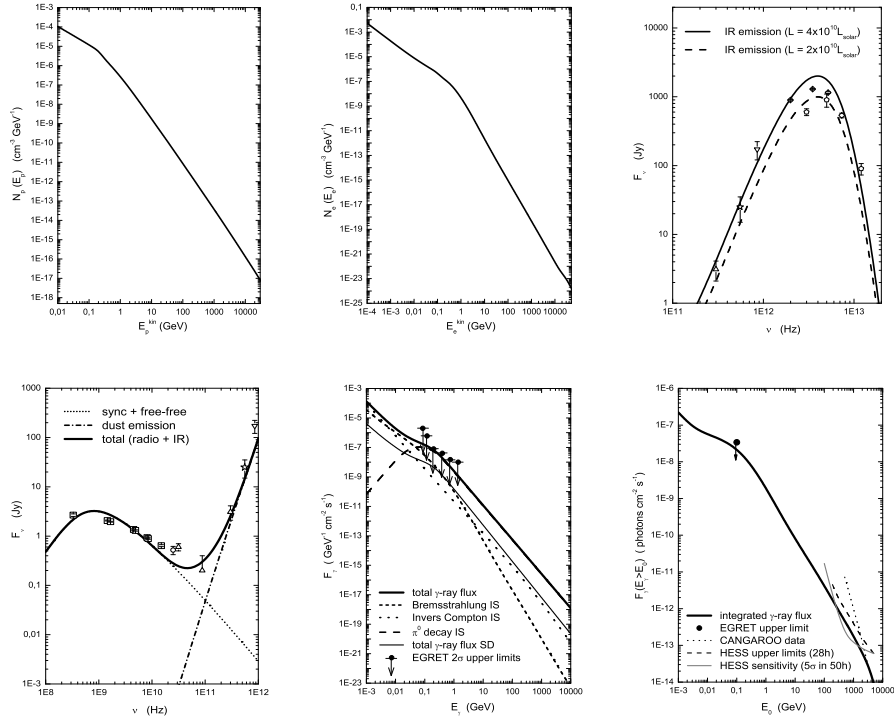 1E-3
1E-4
1E-5
1E-6
1E-7
1E-8
1E-9
1E-10
1E-11
1E-12
1E-13
1E-14
1E-15
1E-16
1E-17
1E-18
N_p(E_p) (cm^-3 GeV^-1)
0,01 0,1 1 10 100 1000 10000
E_p^kin (GeV)
0,1
1E-3
1E-5
1E-7
1E-9
1E-11
1E-13
1E-15
1E-17
1E-19
1E-21
1E-23
1E-25
N_e(E_e) (cm^-3 GeV^-1)
1E-4 1E-3 0,01 0,1 1 10 100 1000 10000
E_e^kin (GeV)
10000
1000
100
10
1
F_ν (Jy)
IR emission (L = 4x10^10 L_solar)
IR emission (L = 2x10^10 L_solar)
1E11 1E12 1E13
ν (Hz)
1000
100
10
1
0,1
0,01
1E-3
F_ν (Jy)
sync + free-free
dust emission
total (radio + IR)
1E8 1E9 1E10 1E11 1E12
ν (Hz)
1E-3
1E-5
1E-7
1E-9
1E-11
1E-13
1E-15
1E-17
1E-19
1E-21
1E-23
F_γ (GeV^-1 cm^-2 s^-1)
total γ-ray flux
Bremsstrahlung IS
Invers Compton IS
π^0 decay IS
total γ-ray flux SD
EGRET 2σ upper limits
1E-4 1E-3 0,01 0,1 1 10 100 1000 10000
E_γ (GeV)
1E-6
1E-7
1E-8
1E-9
1E-10
1E-11
1E-12
1E-13
1E-14
F_γ(E_γ>E_0) ( photons cm^-2 s^-1)
integrated γ-ray flux
EGRET upper limit
CANGAROO data
HESS upper limits (28h)
HESS sensitivity (5σ in 50h)
1E-3 0,01 0,1 1 10 100 1000
E_0 (GeV)